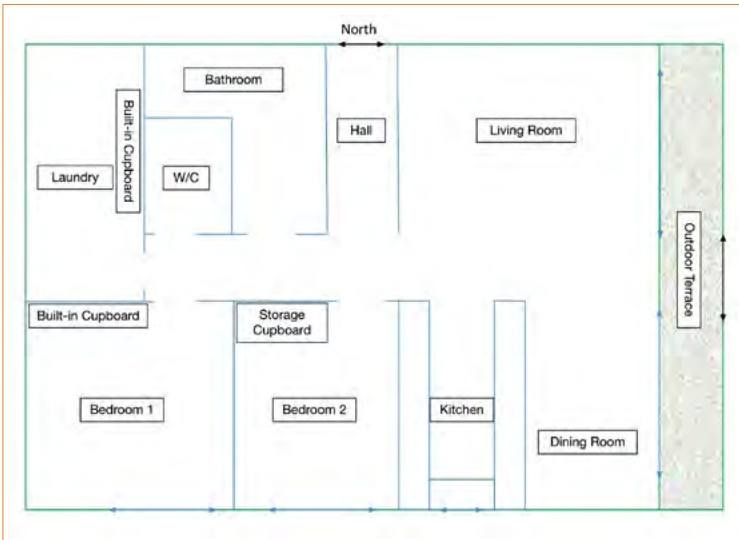 North
Bathroom
Built-in Cupboard
Hall
Living Room
Laundry
W/C
Outdoor Terrace
Built-in Cupboard
Storage
Cupboard
Bedroom 1
Bedroom 2
Kitchen
Dining Room